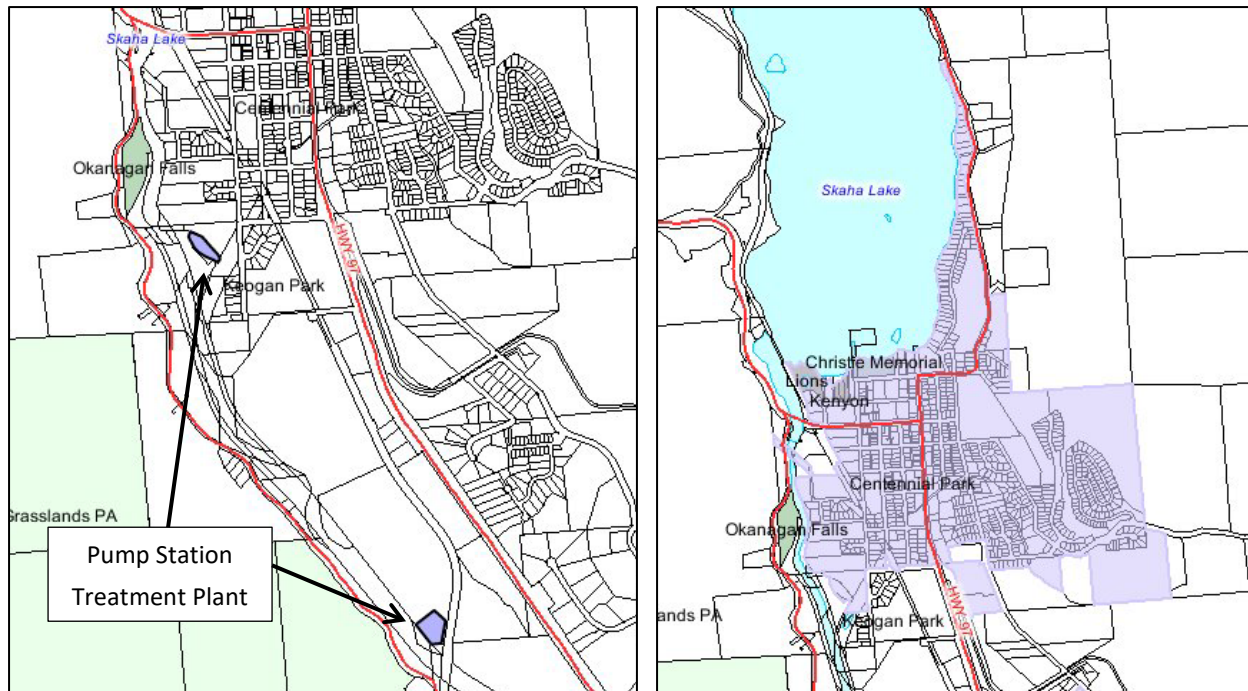 Skaha Lake
Centennial Park
Okanagan Falls
HWY 97
Keogan Park
Grasslands PA
Pump Station
Treatment Plant
Skaha Lake
Christie Memorial
Lions
Kenyon
Centennial Park
Okanagan Falls
lands PA
Keogan Park
HWY 97